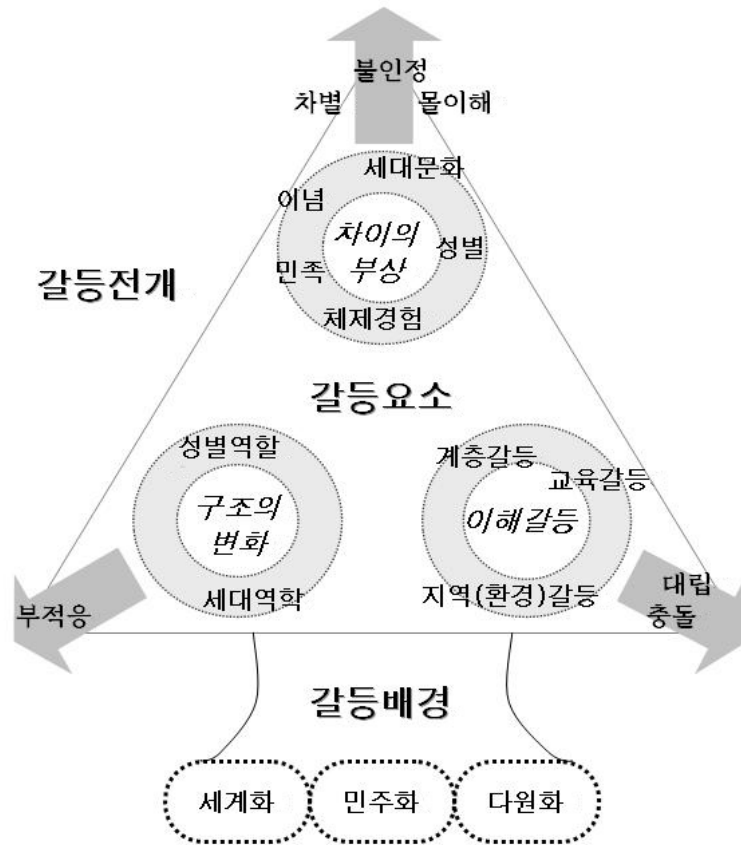 불인정
차별 몰이해
세대문화
이념
차이의
부상
성별
민족
체제경험
갈등전개
갈등요소
성별역할
구조의
변화
세대역학
계층갈등
교육갈등
이해갈등
지역(환경)갈등
부적응
대립
충돌
갈등배경
세계화 민주화 다원화